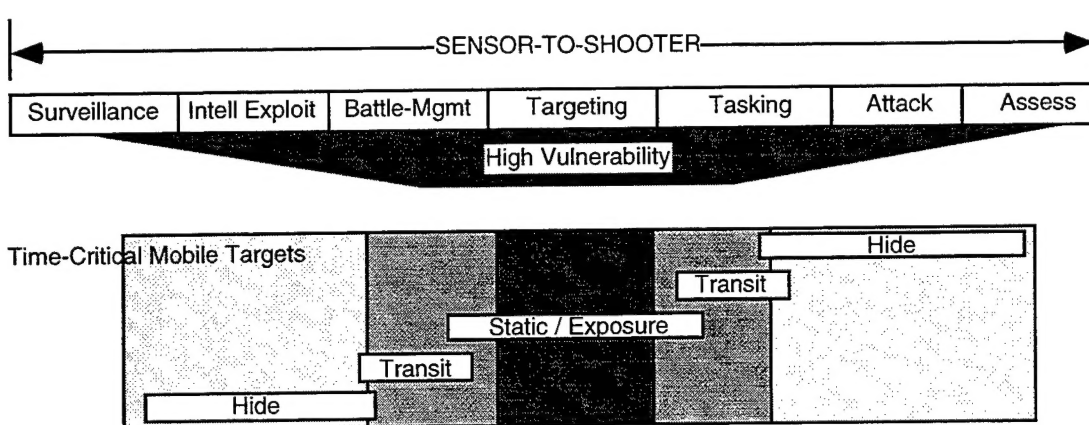 SENSOR-TO-SHOOTER
Surveillance Intell Exploit Battle-Mgmt Targeting Tasking Attack Assess
High Vulnerability
Time-Critical Mobile Targets
Hide
Transit
Static / Exposure
Transit
Hide